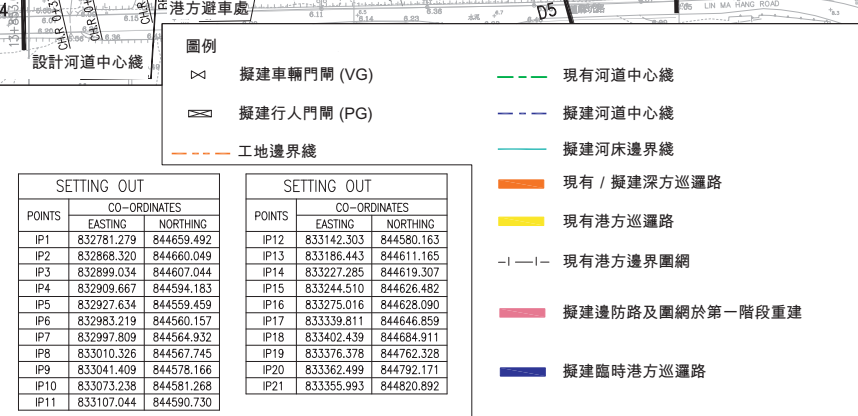 4
港方避車處
D5
LIN MA HANG ROAD
設計河道中心綫
圖例
擬建車輛門閘 (VG)
擬建行人門閘 (PG)
工地邊界綫
現有河道中心綫
擬建河道中心綫
擬建河床邊界綫
現有 / 擬建深方巡邏路
現有港方巡邏路
現有港方邊界圍網
擬建邊防路及圍網於第一階段重建
擬建臨時港方巡邏路
SETTING OUT
POINTS CO-ORDINATES
EASTING NORTHING
IP1 832781.279 844659.492
IP2 832868.320 844660.049
IP3 832899.034 844607.044
IP4 832909.667 844594.183
IP5 832927.634 844559.459
IP6 832983.219 844560.157
IP7 832997.809 844564.932
IP8 833010.326 844567.745
IP9 833041.409 844578.166
IP10 833073.238 844581.268
IP11 833107.044 844590.730
SETTING OUT
POINTS CO-ORDINATES
EASTING NORTHING
IP12 833142.303 844580.163
IP13 833186.443 844611.165
IP14 833227.285 844619.307
IP15 833244.510 844626.482
IP16 833275.016 844628.090
IP17 833339.811 844646.859
IP18 833402.439 844684.911
IP19 833376.378 844762.328
IP20 833362.499 844792.171
IP21 833355.993 844820.892